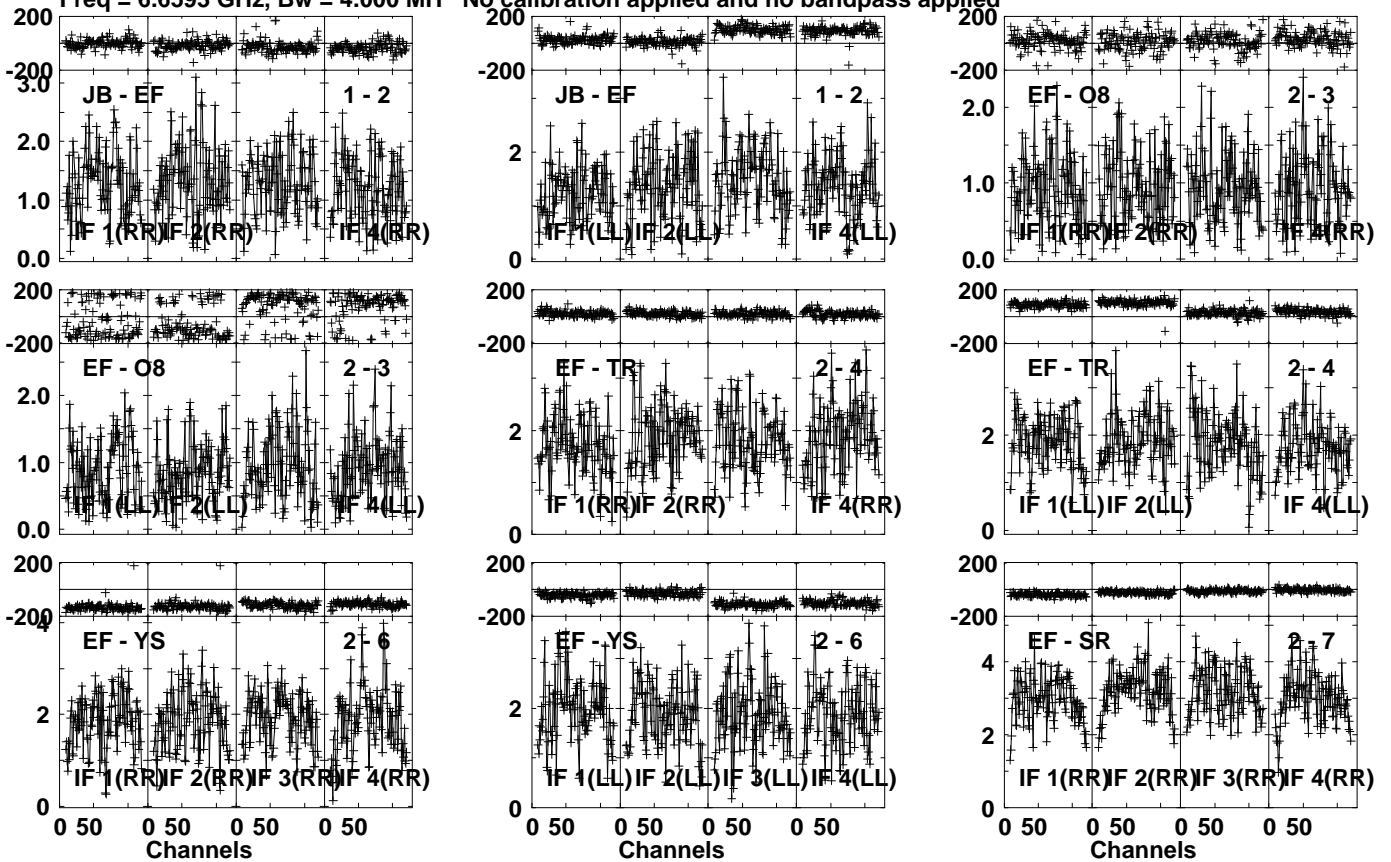 Freq = 6.6593 GHz, Bw = 4.000 MH No calibration applied and no bandpass applied
200 200 200
-200 -200 -200
JB - EF 1 - 2 JB - EF 1 - 2 EF - O8 2 - 3
3.0
2.0 2 2.0
1.0 1.0
IF 1(RR) IF 2(RR) IF 4(RR) IF 1(LL) IF 2(LL) IF 4(LL) IF 1(RR) IF 2(RR) IF 4(RR)
0.0 0 0.0
200 200 200
-200 -200 -200
EF - O8 2 - 3 EF - TR 2 - 4 EF - TR 2 - 4
2.0 2 2
1.0
IF 1(LL) IF 2(LL) IF 4(LL) IF 1(RR) IF 2(RR) IF 4(RR) IF 1(LL) IF 2(LL) IF 4(LL)
0.0 0 0
200 200 200
-200 -200 -200
4
EF - YS 2 - 6 EF - YS 2 - 6 EF - SR 2 - 7
4
2 2 2
IF 1(RR) IF 2(RR) IF 3(RR) IF 4(RR) IF 1(LL) IF 2(LL) IF 3(LL) IF 4(LL) IF 1(RR) IF 2(RR) IF 3(RR) IF 4(RR)
0 0 0
0 50 0 50 0 50 0 50 0 50 0 50 0 50 0 50 0 50 0 50 0 50 0 50
Channels Channels Channels